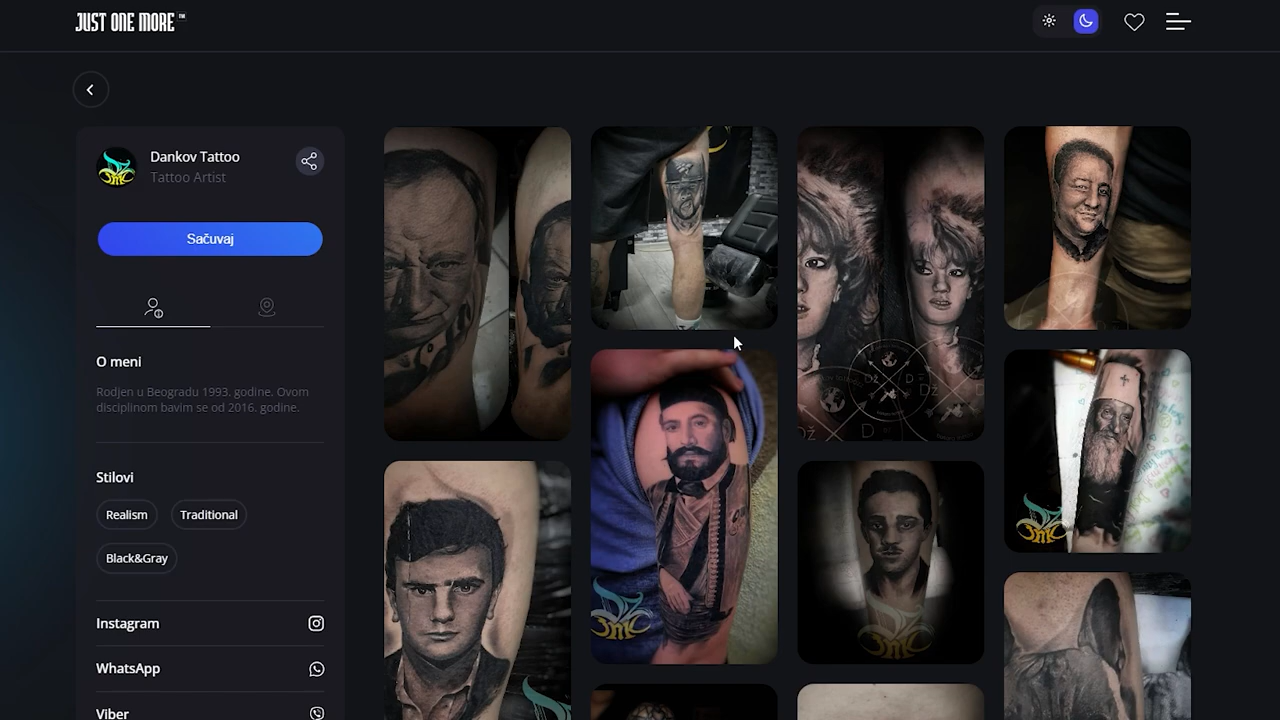 JUST ONE MORE™
Dankov Tattoo
Tattoo Artist
Sačuvaj
O meni
Rodjen u Beogradu 1993. godine. Ovom
disciplinom bavim se od 2016. godine.
Stilovi
Realism
Traditional
Black&Gray
Instagram
WhatsApp
Viber